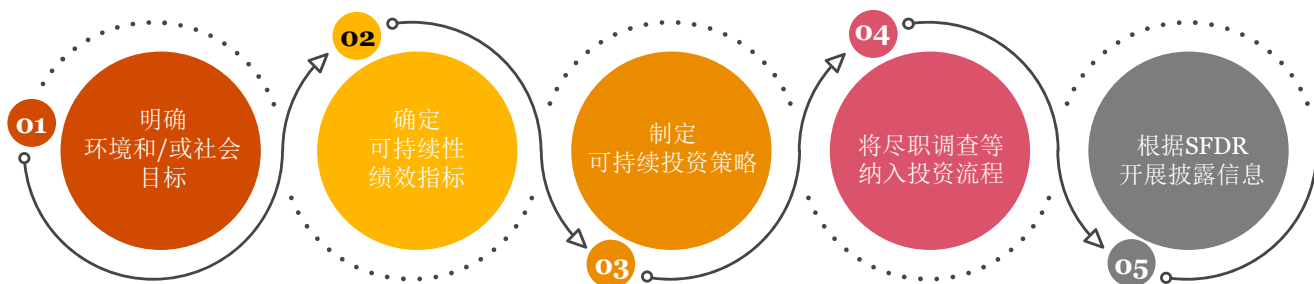 01
明确
环境和/或社会
目标
02
确定
可持续性
绩效指标
03
制定
可持续投资策略
04
将尽职调查等
纳入投资流程
05
根据SFDR
开展披露信息